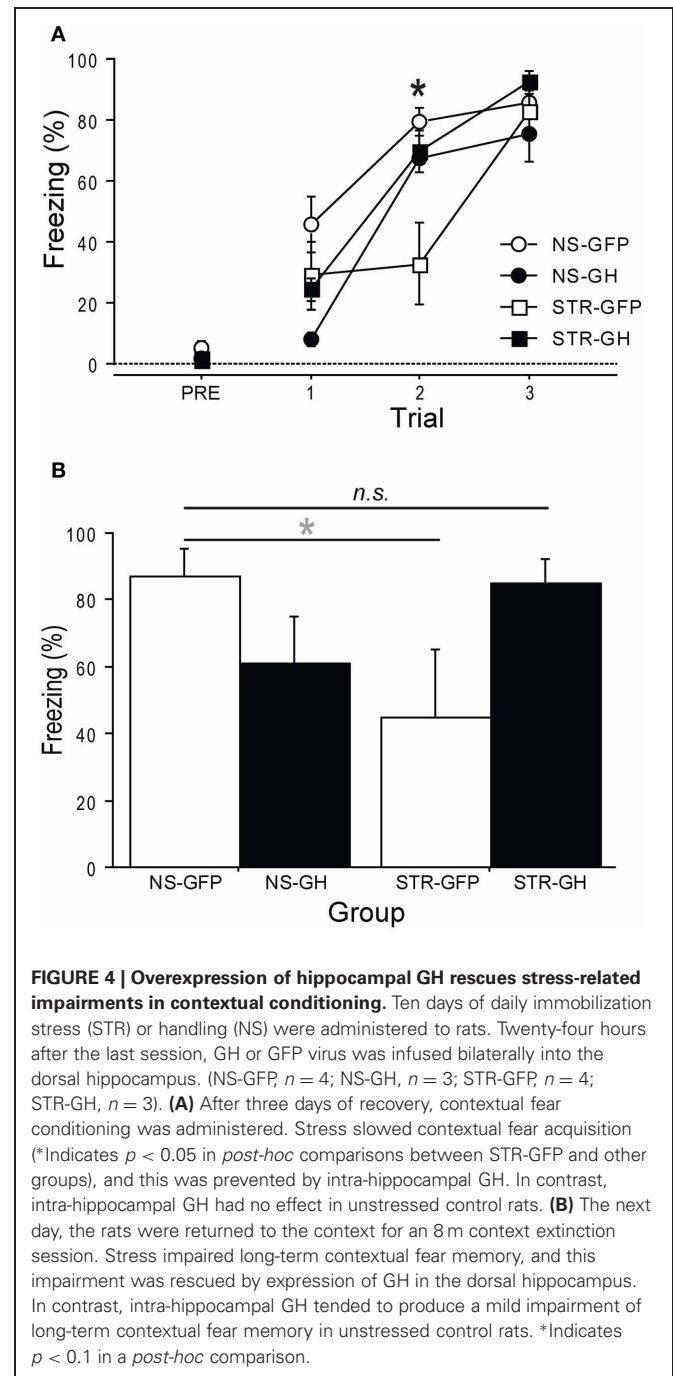 A
100
80
60
40
20
0
Freezing (%)
*
NS-GFP
NS-GH
STR-GFP
STR-GH
PRE 1 2 3
Trial
B
n.s.
*
100
80
60
40
20
0
Freezing (%)
NS-GFP NS-GH STR-GFP STR-GH
Group
FIGURE 4 | Overexpression of hippocampal GH rescues stress-related
impairments in contextual conditioning. Ten days of daily immobilization
stress (STR) or handling (NS) were administered to rats. Twenty-four hours
after the last session, GH or GFP virus was infused bilaterally into the
dorsal hippocampus. (NS-GFP, n = 4; NS-GH, n = 3; STR-GFP, n = 4;
STR-GH, n = 3). (A) After three days of recovery, contextual fear
conditioning was administered. Stress slowed contextual fear acquisition
(*Indicates p < 0.05 in post-hoc comparisons between STR-GFP and other
groups), and this was prevented by intra-hippocampal GH. In contrast,
intra-hippocampal GH had no effect in unstressed control rats. (B) The next
day, the rats were returned to the context for an 8 m context extinction
session. Stress impaired long-term contextual fear memory, and this
impairment was rescued by expression of GH in the dorsal hippocampus.
In contrast, intra-hippocampal GH tended to produce a mild impairment of
long-term contextual fear memory in unstressed control rats. *Indicates
p < 0.1 in a post-hoc comparison.